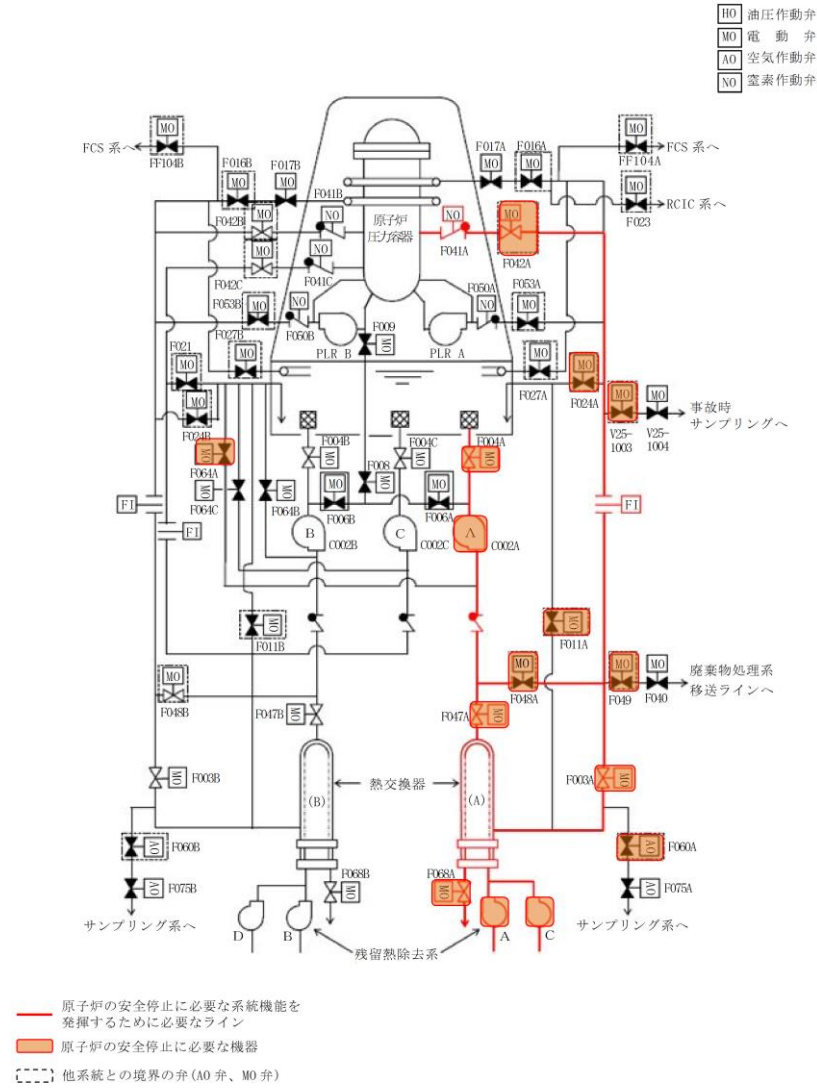 HO 油圧作動弁
MO 電動弁
AO 空気作動弁
NO 窒素作動弁
MO
FCS 系へ
FF104B
F016B
MO
F017B
MO
F041B
NO
F042B
MO
MO
F042C
NO
F041C
原子炉
圧力容器
F017A
MO
F016A
MO
MO
FF104A
FCS 系へ
MO
F023
RCIC 系へ
NO
F041A
MO
F042A
F053B
MO
NO
F050B
PLR B
F009
MO
PLR A
F050A
NO
F053A
MO
F027B
MO
F021
MO
MO
F024B
MO
F027A
MO
F024A
MO
V25-
1003
MO
V25-
1004
事故時
サンプリングへ
MO
F064A
MO
F064C
F064B
MO
F004B
MO
F004C
MO
F004A
MO
F008
MO
MO
F006B
MO
F006A
FI
FI
FI
B
C002B
C
C002C
A
C002A
MO
F011B
MO
F011A
MO
F048B
F047B
MO
F047A
MO
MO
F048A
MO
F049
MO
F040
廃棄物処理系
移送ラインへ
MO
F003B
(B)
熱交換器
(A)
F003A
MO
AO
F060B
AO
F075B
サンプリング系へ
F068B
MO
F068A
MO
AO
F060A
AO
F075A
サンプリング系へ
D
B
残留熱除去系
A
C
原子炉の安全停止に必要な系統機能を
発揮するために必要なライン
原子炉の安全停止に必要な機器
他系統との境界の弁(AO 弁、MO 弁)